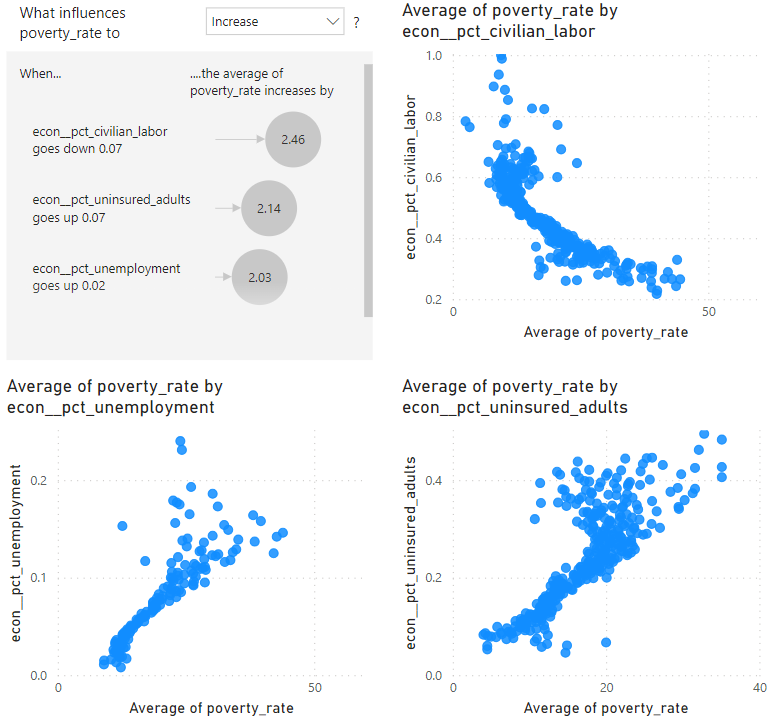 What influences
poverty_rate to
Increase
?
When...
....the average of
poverty_rate increases by
econ__pct_civilian_labor
goes down 0.07
2.46
econ__pct_uninsured_adults
goes up 0.07
2.14
econ__pct_unemployment
goes up 0.02
2.03
Average of poverty_rate by
econ__pct_civilian_labor
econ__pct_civilian_labor
1.0
0.8
0.6
0.4
0.2
0
50
Average of poverty_rate
Average of poverty_rate by
econ__pct_unemployment
econ__pct_unemployment
0.2
0.1
0.0
0
50
Average of poverty_rate
Average of poverty_rate by
econ__pct_uninsured_adults
econ__pct_uninsured_adults
0.4
0.2
0.0
0
20
40
Average of poverty_rate